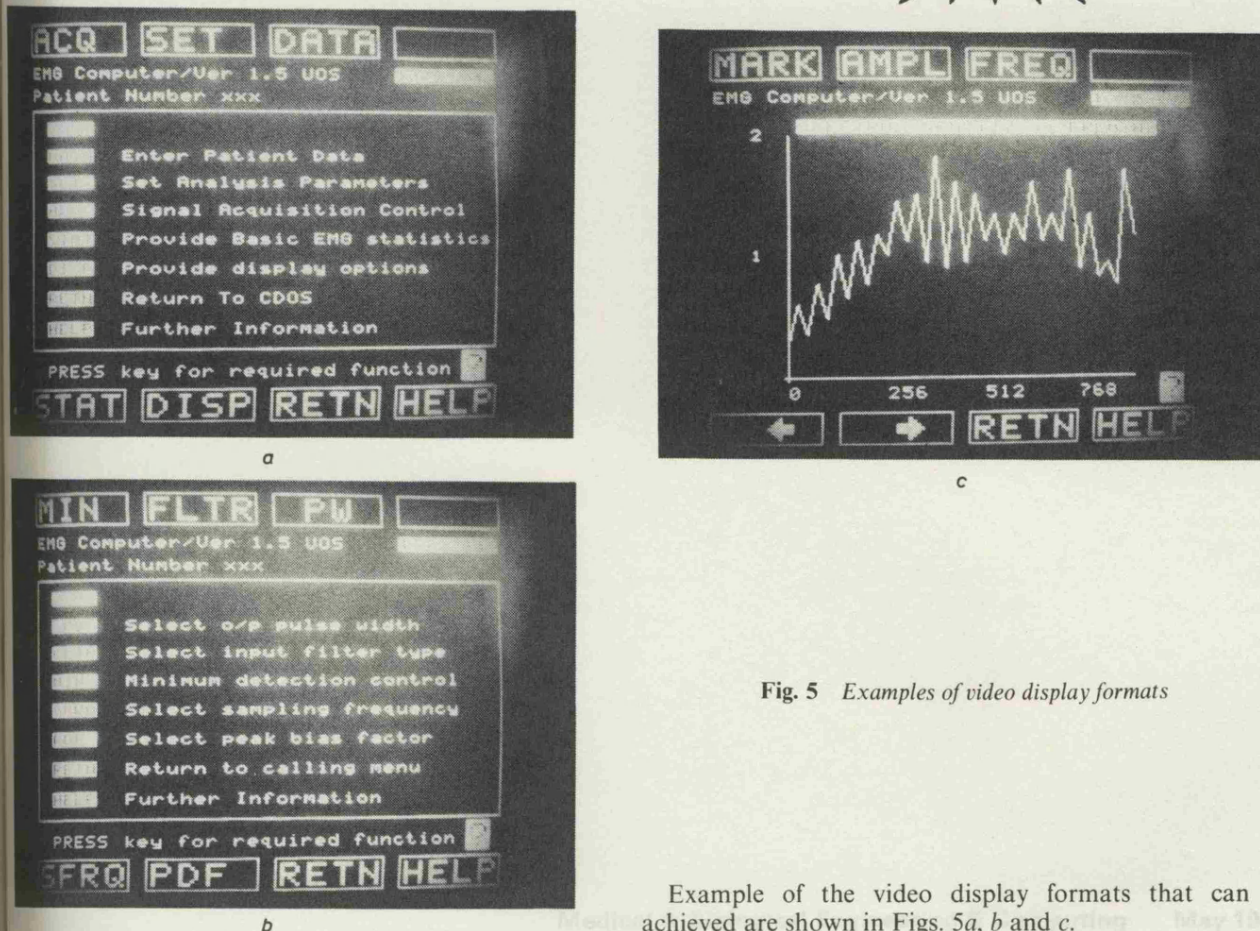 ACQ SET DATA
EMG Computer/Ver 1.5 UOS
Patient Number xxx
Enter Patient Data
Set Analysis Parameters
Signal Acquisition Control
Provide Basic EMG statistics
Provide display options
Return To CDOS
HELP Further Information
PRESS key for required function ?
STAT DISP RETN HELP
a
MIN FLTR PW
EMG Computer/Ver 1.5 UOS
Patient Number xxx
Select o/p pulse width
Select input filter type
Minimum detection control
Select sampling frequency
Select peak bias factor
Return to calling menu
Further Information
PRESS key for required function ?
SFRQ PDF RETN HELP
b
MARK AMPL FREQ
EMG Computer/Ver 1.5 UOS
2
1
0 256 512 768 ?
RETN HELP
c
Fig. 5 Examples of video display formats
Example of the video display formats that can
achieved are shown in Figs. 5a, b and c.